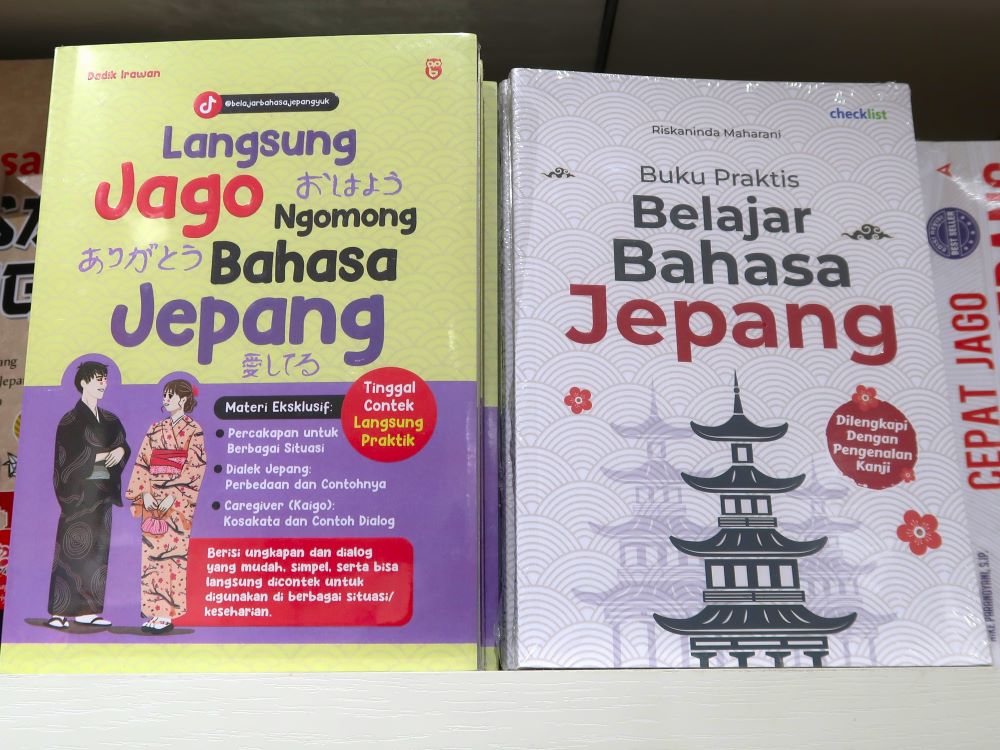 Dadik Irawan
@belajarbahasajepangyuk
Langsung
Jago
おはよう
Ngomong
ありがとう
Bahasa
Jepang
愛してる
Materi Eksklusif:
Percakapan untuk
Berbagai Situasi
Dialek Jepang:
Perbedaan dan Contohnya
Caregiver (Kaigo):
Kosakata dan Contoh Dialog
Tinggal
Contek
Langsung
Praktik
Berisi ungkapan dan dialog
yang mudah, simpel, serta bisa
langsung dicontek untuk
digunakan di berbagai situasi/
keseharian.
checklist
Riskaninda Maharani
Buku Praktis
Belajar
Bahasa
Jepang
Dilengkapi
Dengan
Pengenalan
Kanji
BEST SELLER
CEPAT JAGO